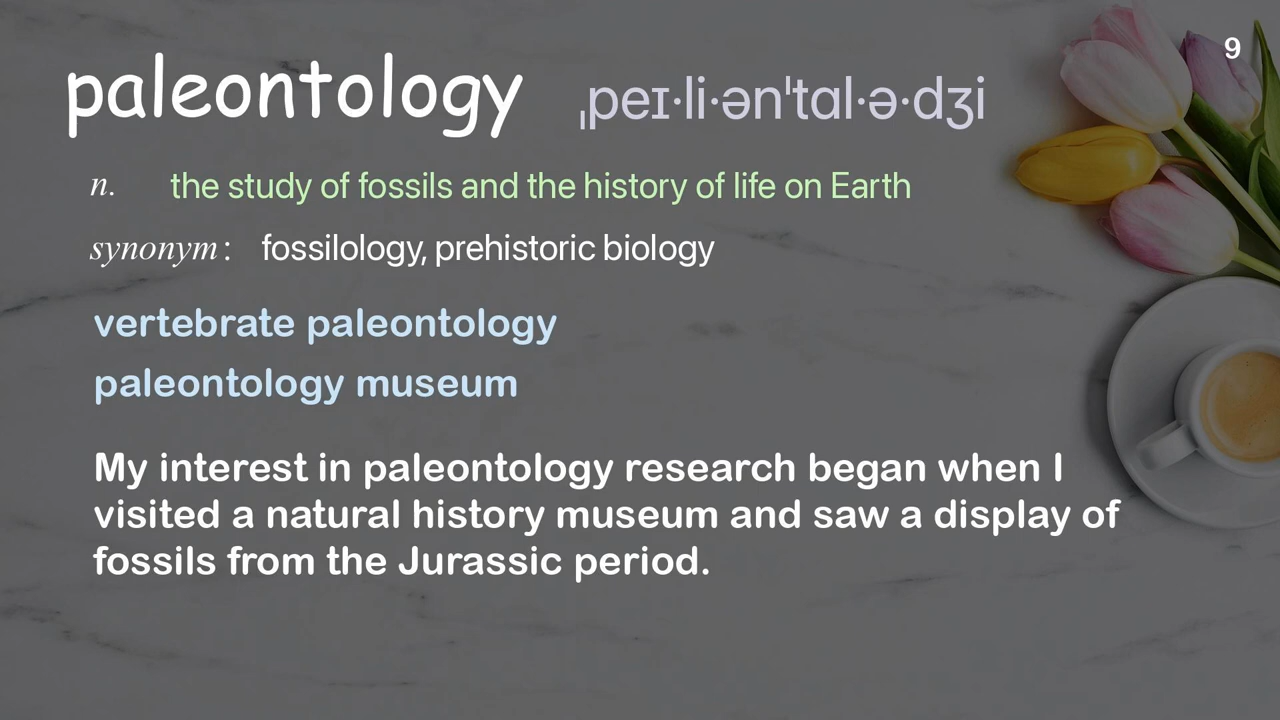 9
paleontology ˌpeɪ·li·ənˈtɑl·ə·dʒi
n. the study of fossils and the history of life on Earth
synonym: fossilology, prehistoric biology
vertebrate paleontology
paleontology museum
My interest in paleontology research began when I
visited a natural history museum and saw a display of
fossils from the Jurassic period.